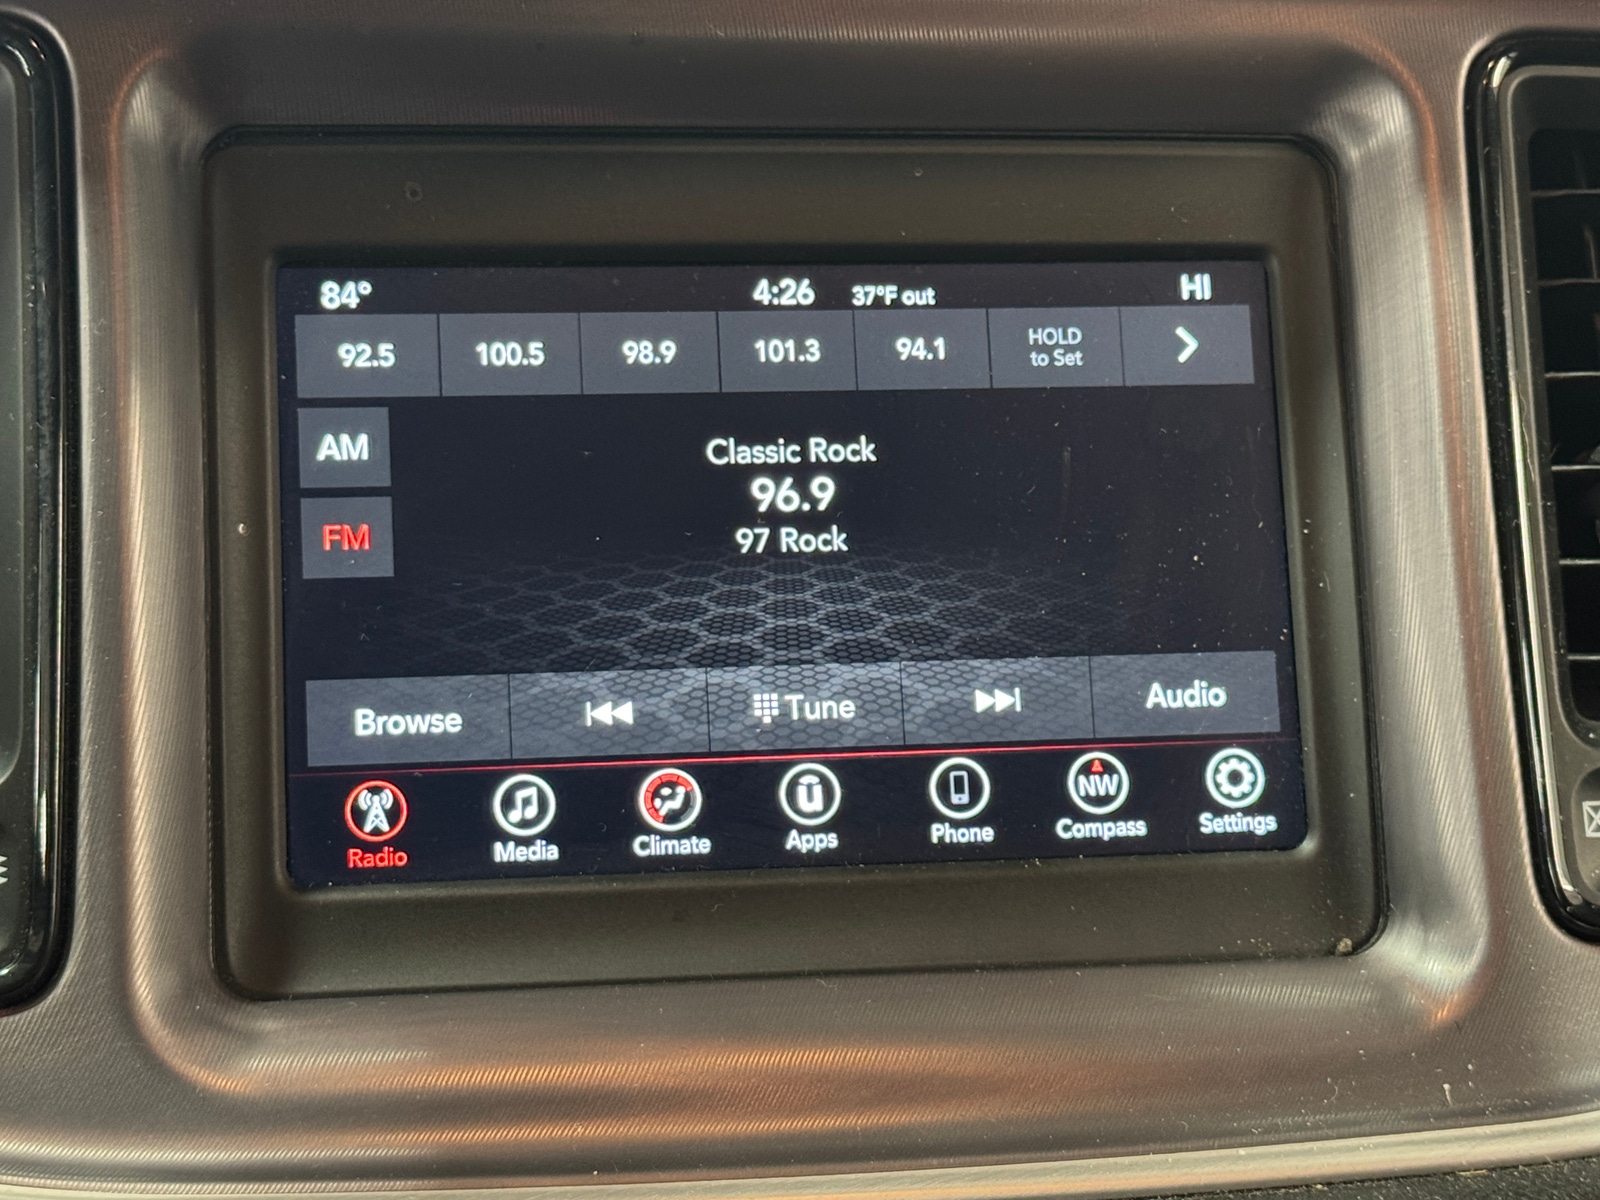 84°
4:26
37°F out
HI
92.5
100.5
98.9
101.3
94.1
HOLD
to Set
AM
FM
Classic Rock
96.9
97 Rock
Browse
Tune
Audio
Radio
Media
Climate
u
Apps
Phone
NW
Compass
Settings